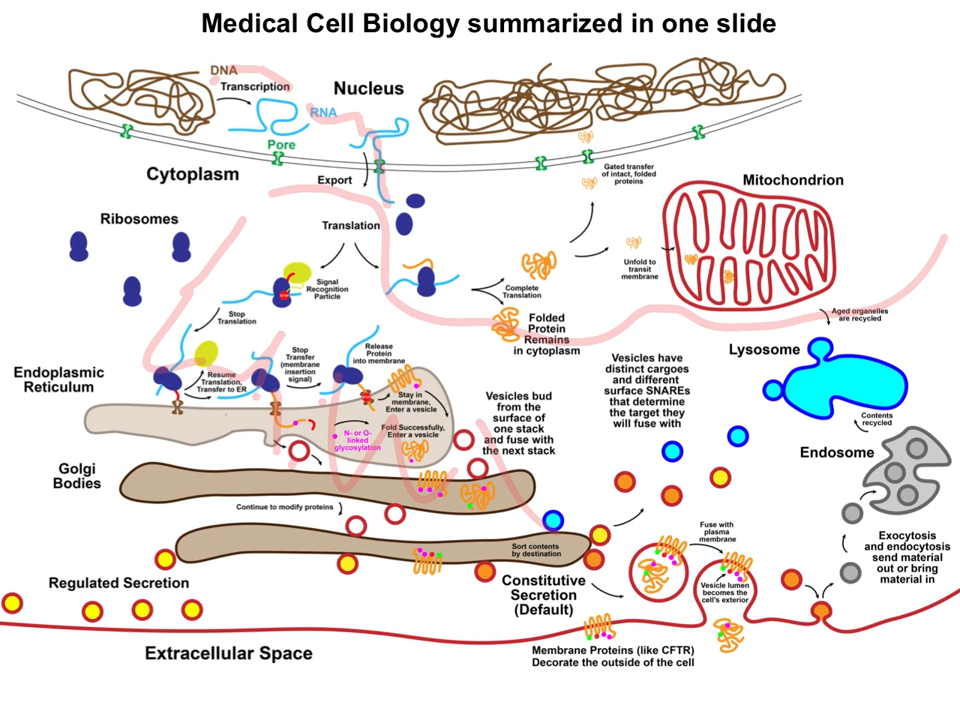 Medical Cell Biology summarized in one slide
DNA
Transcription
Nucleus
RNA
Pore
Cytoplasm
Export
Gated transfer
of intact, folded
proteins
Mitochondrion
Ribosomes
Translation
Signal
Recognition
Particle
Unfold to
transit
membrane
Complete
Translation
Stop
Translation
Folded
Protein
Remains
in cytoplasm
Aged organelles
are recycled
Lysosome
Endoplasmic
Reticulum
Resume
Translation,
Transfer to ER
Stop
Transfer
(membrane
insertion
signal)
Release
Protein
into membrane
Stay in
membrane,
Enter a vesicle
N- or O-
linked
glycosylation
Fold Successfully,
Enter a vesicle
Vesicles bud
from the
surface of
one stack
and fuse with
the next stack
Vesicles have
distinct cargoes
and different
surface SNAREs
that determine
the target they
will fuse with
Contents
recycled
Endosome
Golgi
Bodies
Continue to modify proteins
Sort contents
by destination
Fuse with
plasma
membrane
Exocytosis
and endocytosis
send material
out or bring
material in
Regulated Secretion
Constitutive
Secretion
(Default)
Vesicle lumen
becomes the
cell's exterior
Extracellular Space
Membrane Proteins (like CFTR)
Decorate the outside of the cell